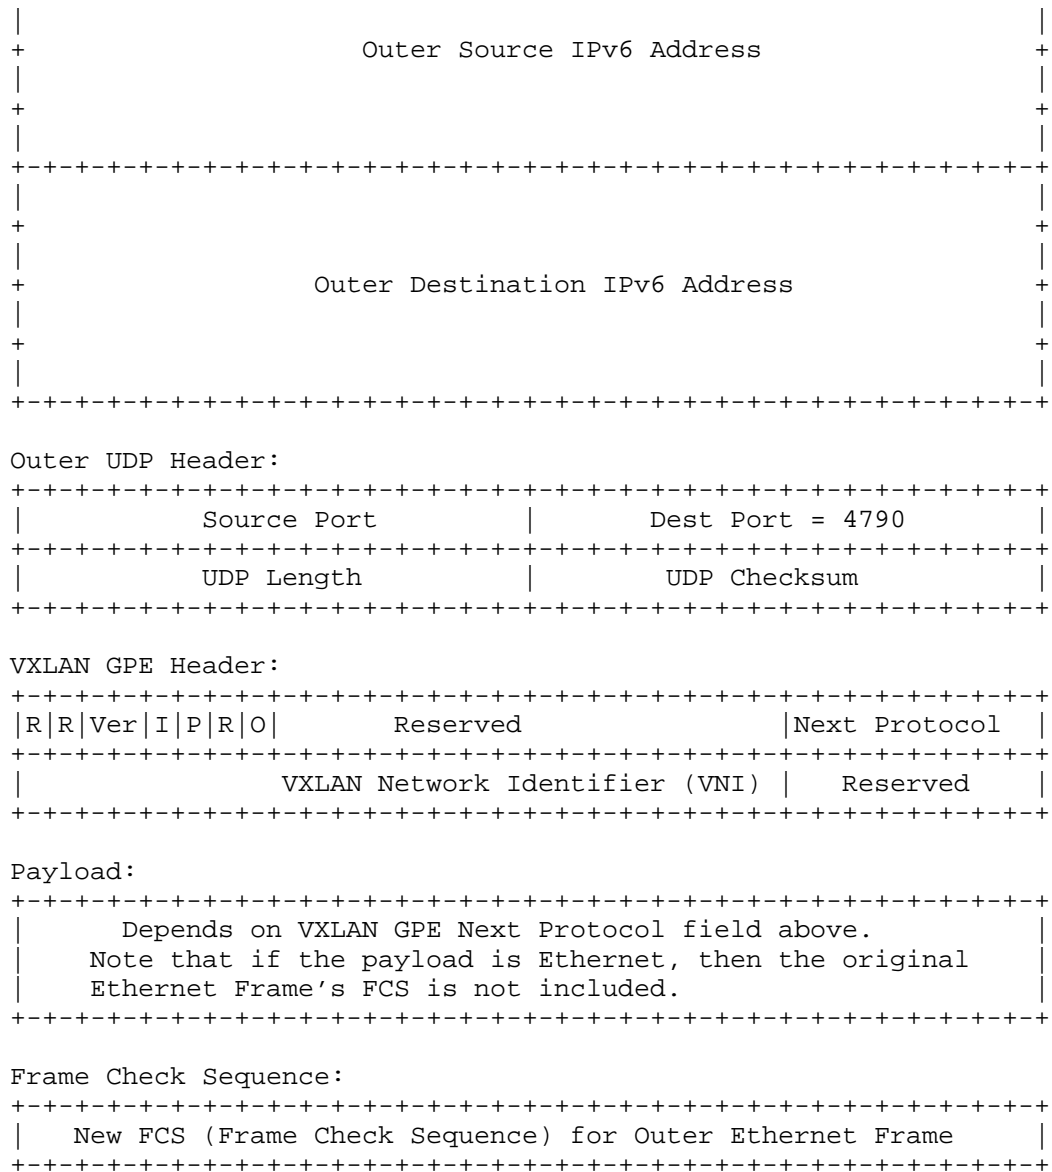 |                                                               |
+                     Outer Source IPv6 Address                 +
|                                                               |
+                                                               +
|                                                               |
+-+-+-+-+-+-+-+-+-+-+-+-+-+-+-+-+-+-+-+-+-+-+-+-+-+-+-+-+-+-+-+-+
|                                                               |
+                                                               +
|                                                               |
+                  Outer Destination IPv6 Address               +
|                                                               |
+                                                               +
|                                                               |
+-+-+-+-+-+-+-+-+-+-+-+-+-+-+-+-+-+-+-+-+-+-+-+-+-+-+-+-+-+-+-+-+
Outer UDP Header:
+-+-+-+-+-+-+-+-+-+-+-+-+-+-+-+-+-+-+-+-+-+-+-+-+-+-+-+-+-+-+-+-+
|           Source Port         |       Dest Port = 4790        |
+-+-+-+-+-+-+-+-+-+-+-+-+-+-+-+-+-+-+-+-+-+-+-+-+-+-+-+-+-+-+-+-+
|           UDP Length          |        UDP Checksum           |
+-+-+-+-+-+-+-+-+-+-+-+-+-+-+-+-+-+-+-+-+-+-+-+-+-+-+-+-+-+-+-+-+
VXLAN GPE Header:
+-+-+-+-+-+-+-+-+-+-+-+-+-+-+-+-+-+-+-+-+-+-+-+-+-+-+-+-+-+-+-+-+
|R|R|Ver|I|P|R|O|       Reserved                |Next Protocol  |
+-+-+-+-+-+-+-+-+-+-+-+-+-+-+-+-+-+-+-+-+-+-+-+-+-+-+-+-+-+-+-+-+
|                VXLAN Network Identifier (VNI) |   Reserved    |
+-+-+-+-+-+-+-+-+-+-+-+-+-+-+-+-+-+-+-+-+-+-+-+-+-+-+-+-+-+-+-+-+
Payload:
+-+-+-+-+-+-+-+-+-+-+-+-+-+-+-+-+-+-+-+-+-+-+-+-+-+-+-+-+-+-+-+-+
|      Depends on VXLAN GPE Next Protocol field above.          |
|    Note that if the payload is Ethernet, then the original    |
|    Ethernet Frame's FCS is not included.                      |
+-+-+-+-+-+-+-+-+-+-+-+-+-+-+-+-+-+-+-+-+-+-+-+-+-+-+-+-+-+-+-+-+
Frame Check Sequence:
+-+-+-+-+-+-+-+-+-+-+-+-+-+-+-+-+-+-+-+-+-+-+-+-+-+-+-+-+-+-+-+-+
|   New FCS (Frame Check Sequence) for Outer Ethernet Frame     |
+-+-+-+-+-+-+-+-+-+-+-+-+-+-+-+-+-+-+-+-+-+-+-+-+-+-+-+-+-+-+-+-+